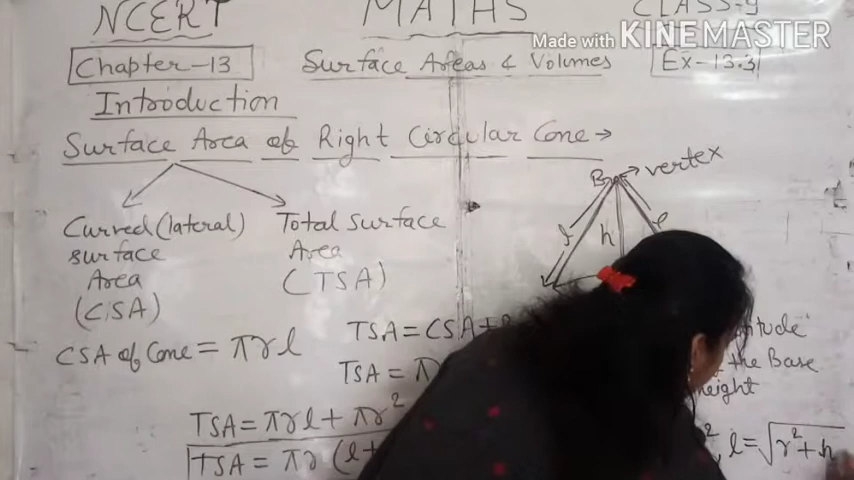 NCERT MATHS CLASS-9
Made with KINEMASTER
Chapter-13 Surface Areas & Volumes Ex-13.3
Introduction
Surface Area of Right Circular Cone→
B → vertex
l h l
Curved (lateral) surface Area (CSA)
Total Surface Area (TSA)
CSA of Cone = πrl
TSA = CSA +
TSA = π
TSA = πrl + πr²
TSA = πr (l+
the Base
height
l = √r²+h